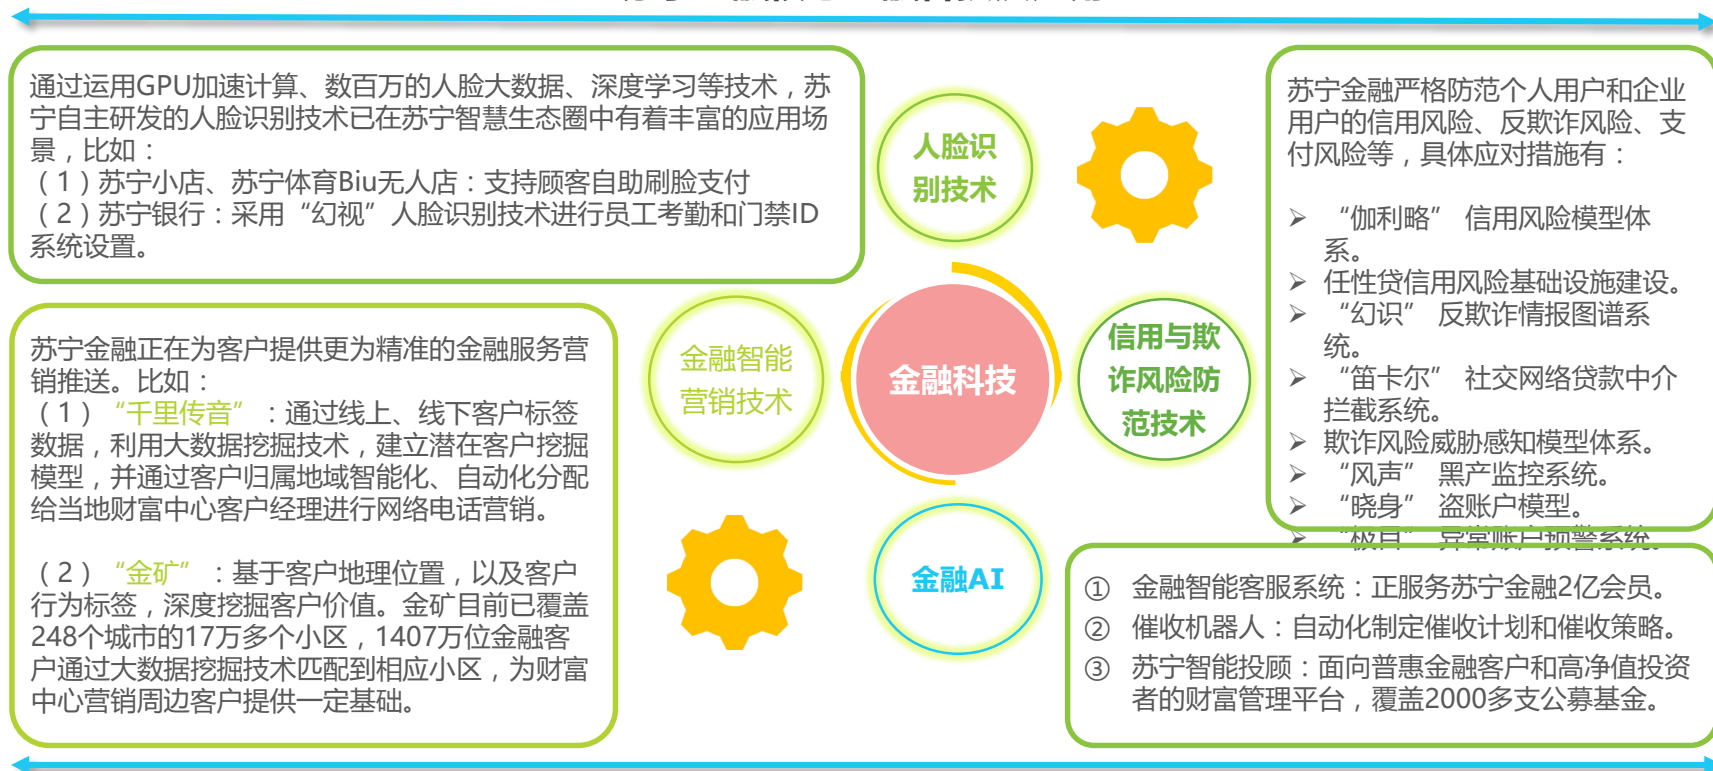 通过运用GPU加速计算、数百万的人脸大数据、深度学习等技术，苏
宁自主研发的人脸识别技术已在苏宁智慧生态圈中有着丰富的应用场
景，比如：
（1）苏宁小店、苏宁体育Biu无人店：支持顾客自助刷脸支付
（2）苏宁银行：采用“幻视”人脸识别技术进行员工考勤和门禁ID
系统设置。
人脸识
别技术
苏宁金融严格防范个人用户和企业
用户的信用风险、反欺诈风险、支
付风险等，具体应对措施有：
➢ “伽利略” 信用风险模型体
系。
➢ 任性贷信用风险基础设施建设。
➢ “幻识” 反欺诈情报图谱系
统。
➢ “笛卡尔” 社交网络贷款中介
拦截系统。
➢ 欺诈风险威胁感知模型体系。
➢ “风声” 黑产监控系统。
➢ “晓身” 盗账户模型。
➢ “极目” 异常账户预警系统。
苏宁金融正在为客户提供更为精准的金融服务营
销推送。比如：
（1）“千里传音”：通过线上、线下客户标签
数据，利用大数据挖掘技术，建立潜在客户挖掘
模型，并通过客户归属地域智能化、自动化分配
给当地财富中心客户经理进行网络电话营销。
（2）“金矿”：基于客户地理位置，以及客户
行为标签，深度挖掘客户价值。金矿目前已覆盖
248个城市的17万多个小区，1407万位金融客
户通过大数据挖掘技术匹配到相应小区，为财富
中心营销周边客户提供一定基础。
金融智能
营销技术
金融科技
信用与欺
诈风险防
范技术
金融AI
① 金融智能客服系统：正服务苏宁金融2亿会员。
② 催收机器人：自动化制定催收计划和催收策略。
③ 苏宁智能投顾：面向普惠金融客户和高净值投资
者的财富管理平台，覆盖2000多支公募基金。